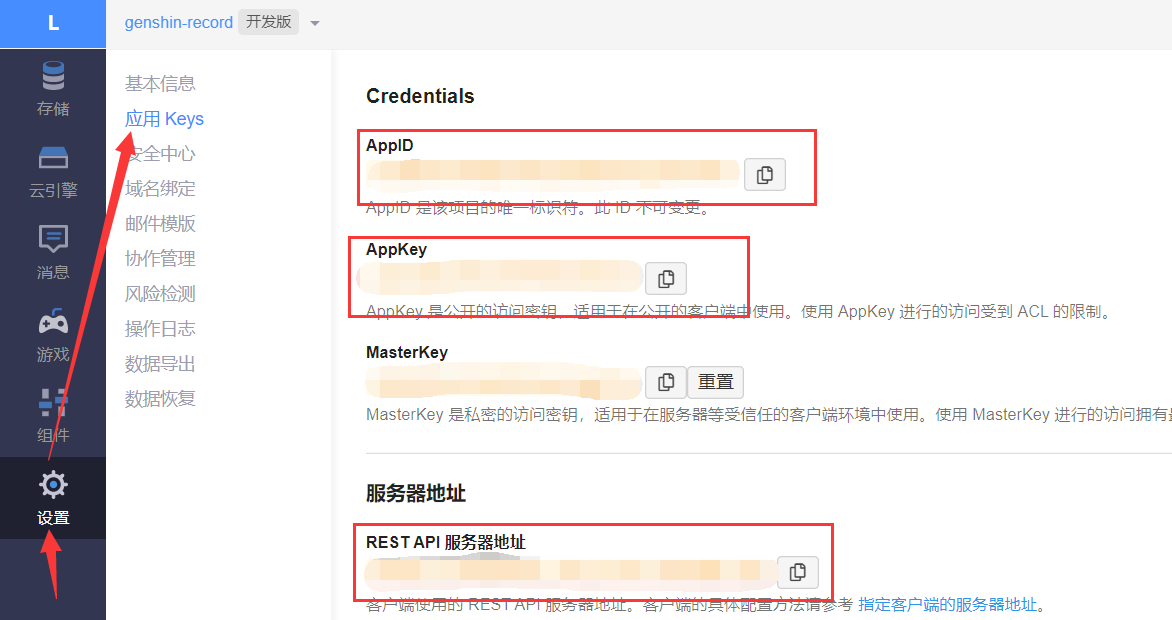 L
genshin-record 开发版
存储
云引擎
消息
游戏
组件
设置
基本信息
应用 Keys
安全中心
域名绑定
邮件模版
协作管理
风险检测
操作日志
数据导出
数据恢复
Credentials
AppID
AppID 是该项目的唯一标识符。此 ID 不可变更。
AppKey
AppKey 是公开的访问密钥，适用于在公开的客户端中使用。使用 AppKey 进行的访问受到 ACL 的限制。
MasterKey
重置
MasterKey 是私密的访问密钥，适用于在服务器等受信任的客户端环境中使用。使用 MasterKey 进行的访问拥有
服务器地址
REST API 服务器地址
客户端使用的 REST API 服务器地址。客户端的具体配置方法请参考 指定客户端的服务器地址。